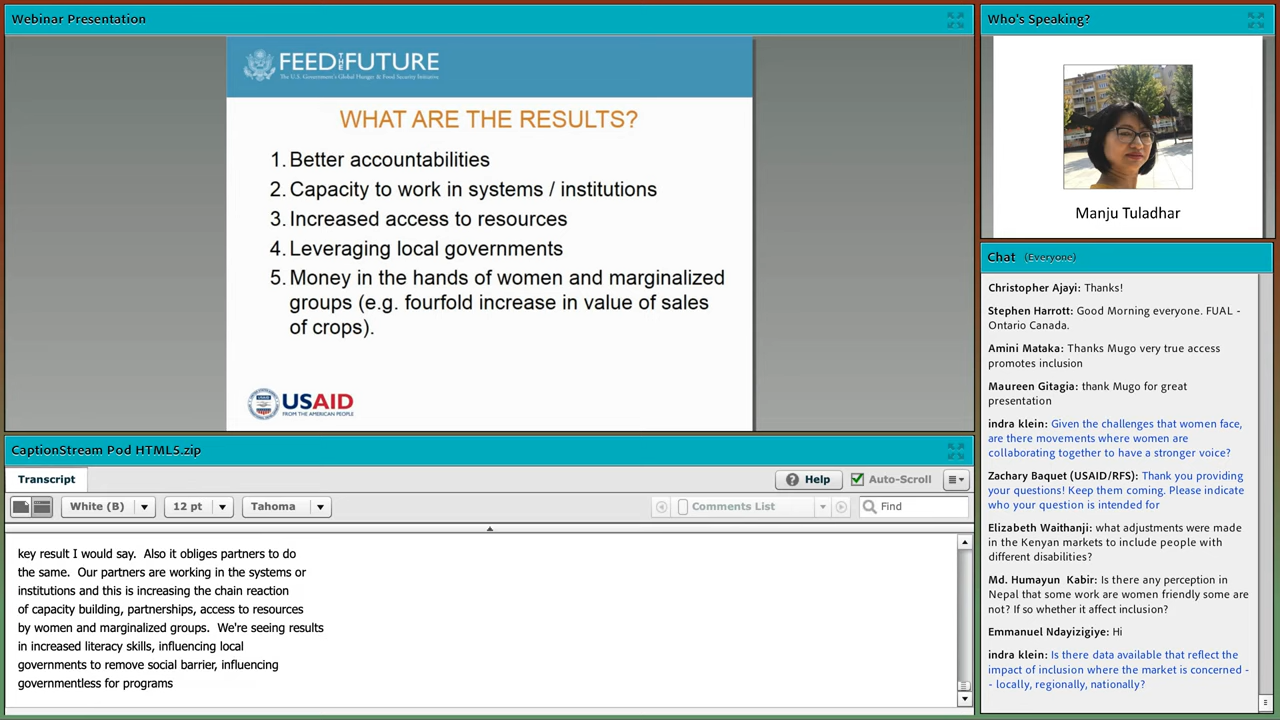 Webinar Presentation
FEED THE FUTURE
The U.S. Government's Global Hunger & Food Security Initiative
WHAT ARE THE RESULTS?
1. Better accountabilities
2. Capacity to work in systems / institutions
3. Increased access to resources
4. Leveraging local governments
5. Money in the hands of women and marginalized
groups (e.g. fourfold increase in value of sales
of crops).
USAID
FROM THE AMERICAN PEOPLE
Who's Speaking?
Manju Tuladhar
Chat (Everyone)
Christopher Ajayi: Thanks!
Stephen Harrott: Good Morning everyone. FUAL -
Ontario Canada.
Amini Mataka: Thanks Mugo very true access
promotes inclusion
Maureen Gitagia: thank Mugo for great
presentation
indra klein: Given the challenges that women face,
are there movements where women are
collaborating together to have a stronger voice?
Zachary Baquet (USAID/RFS): Thank you providing
your questions! Keep them coming. Please indicate
who your question is intended for
Elizabeth Waithanji: what adjustments were made
in the Kenyan markets to include people with
different disabilities?
Md. Humayun Kabir: Is there any perception in
Nepal that some work are women friendly some are
not? If so whether it affect inclusion?
Emmanuel Ndayizigiye: Hi
indra klein: Is there data available that reflect the
impact of inclusion where the market is concerned -
- locally, regionally, nationally?
CaptionStream Pod HTML5.zip
Transcript
Help
Auto-Scroll
White (B)
12 pt
Tahoma
Comments List
Find
key result I would say. Also it obliges partners to do
the same. Our partners are working in the systems or
institutions and this is increasing the chain reaction
of capacity building, partnerships, access to resources
by women and marginalized groups. We're seeing results
in increased literacy skills, influencing local
governments to remove social barrier, influencing
governmentless for programs